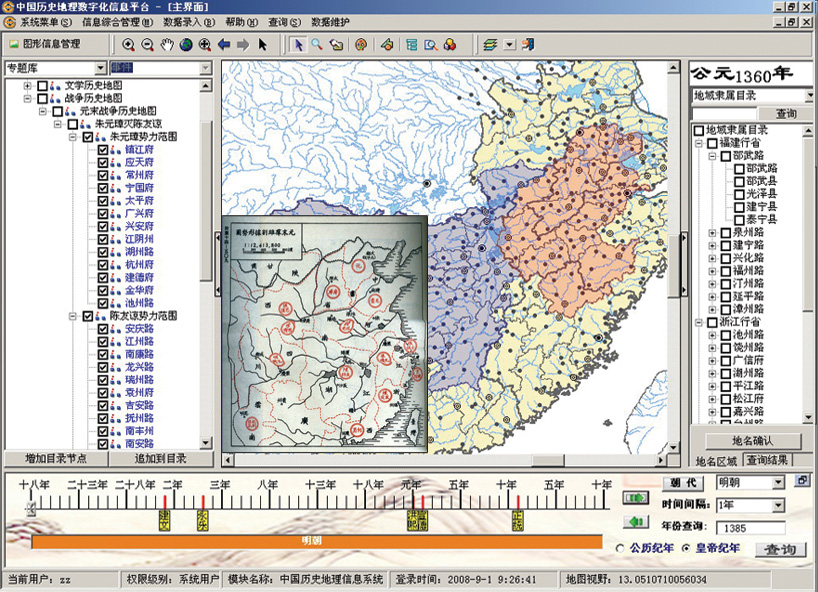 中国历史地理数字化信息平台 - [主界面]
系统菜单(S) 信息综合管理(M) 数据录入(B) 帮助(H) 查询(S) 数据维护
图形信息管理
专题库
事件
文学历史地图
战争历史地图
元末战争历史地图
朱元璋灭陈友谅
朱元璋势力范围
镇江府
应天府
常州府
宁国府
太平府
广兴府
兴安府
江阴州
湖州路
杭州府
建德府
金华府
池州路
陈友谅势力范围
安庆路
江州路
南康路
龙兴路
瑞州路
袁州府
吉安路
抚州路
南丰州
南安路
增加目录节点
追加到目录
1:12,613,800
公元1360年
地域隶属目录
查询
地域隶属目录
福建行省
邵武路
邵武路
邵武县
光泽县
建宁县
泰宁县
泉州路
建宁路
兴化路
福州路
汀州路
延平路
漳州路
浙江行省
池州路
饶州路
广信府
湖州路
平江路
松江府
嘉兴路
地名确认
地名区域 查询结果
十八年 二十三年 二十八年 二年 三年 八年 十三年 十八年 元年 五年 十年 五年 十年
建文
永乐
洪熙
宣德
正统
明朝
朝 代
明朝
时间间隔:
1年
年份查询:
1385
公历纪年
皇帝纪年
查询
当前用户: zz
权限级别: 系统用户
模块名称: 中国历史地理信息系统
登录时间: 2008-9-1 9:26:41
地图视野: 13.0510710056034